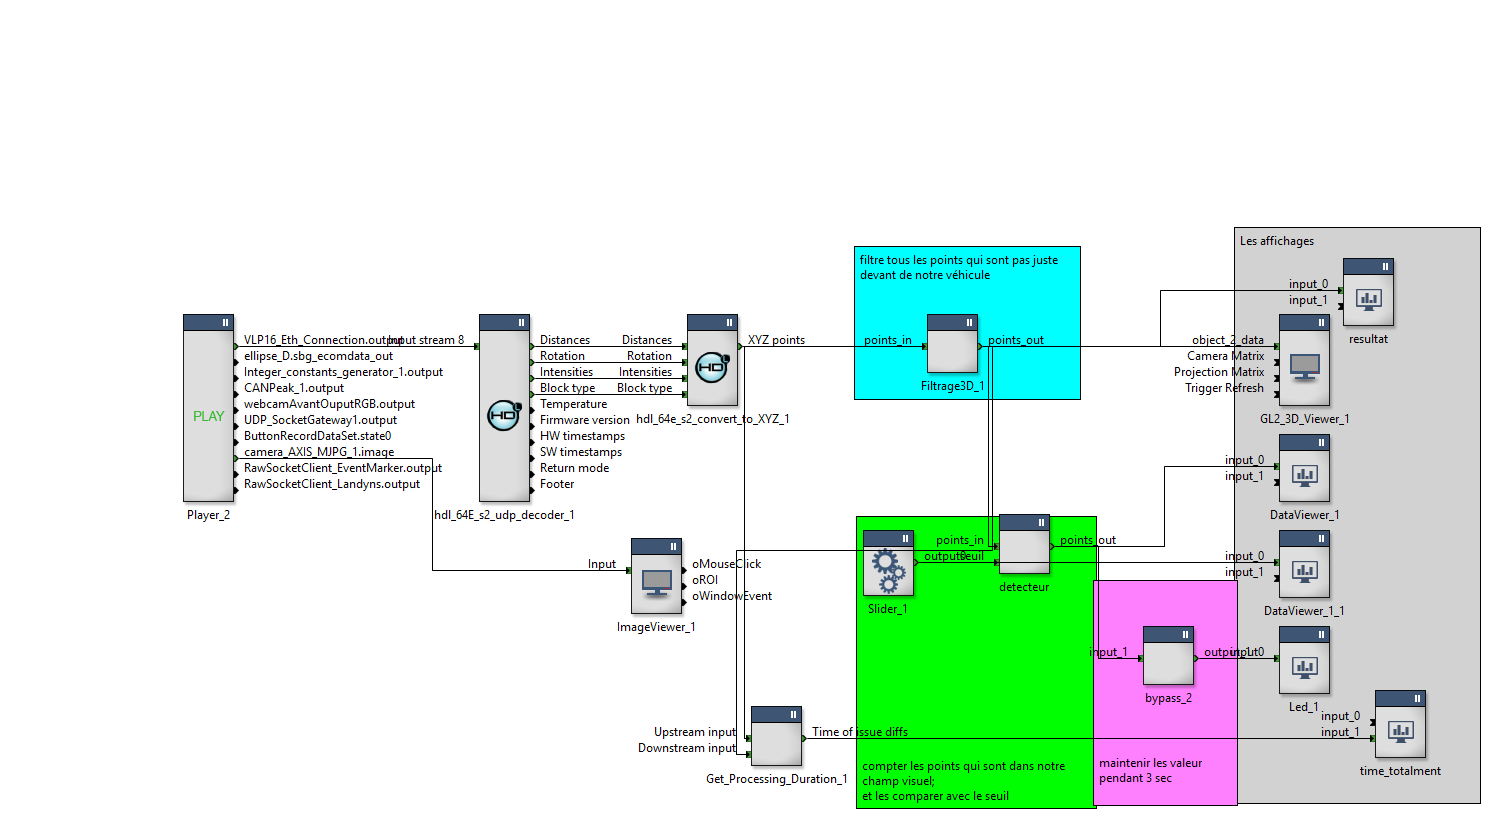 Les affichages
filtre tous les points qui sont pas juste
devant de notre véhicule
input_0
input_1
resultat
VLP16_Eth_Connection.output
ellipse_D.sbg_ecomdata_out
Integer_constants_generator_1.output
CANPeak_1.output
webcamAvantOuputRGB.output
UDP_SocketGateway1.output
ButtonRecordDataSet.state0
camera_AXIS_MJPG_1.image
RawSocketClient_EventMarker.output
RawSocketClient_Landyns.output
PLAY
Player_2
Input stream 8
HDL
Distances
Rotation
Intensities
Block type
Temperature
Firmware version
HW timestamps
SW timestamps
Return mode
Footer
hdl_64E_s2_udp_decoder_1
Distances
Rotation
Intensities
Block type
HDL
XYZ points
hdl_64e_s2_convert_to_XYZ_1
points_in
points_out
Filtrage3D_1
object_2_data
Camera Matrix
Projection Matrix
Trigger Refresh
GL2_3D_Viewer_1
input_0
input_1
DataViewer_1
Input
oMouseClick
oROI
oWindowEvent
ImageViewer_1
Slider_1
points_in
seuil
points_out
detecteur
input_0
input_1
DataViewer_1_1
input_1
bypass_2
Led_1
Upstream input
Downstream input
Time of issue diffs
Get_Processing_Duration_1
input_0
input_1
time_totalment
compter les points qui sont dans notre
champ visuel;
et les comparer avec le seuil
maintenir les valeur
pendant 3 sec